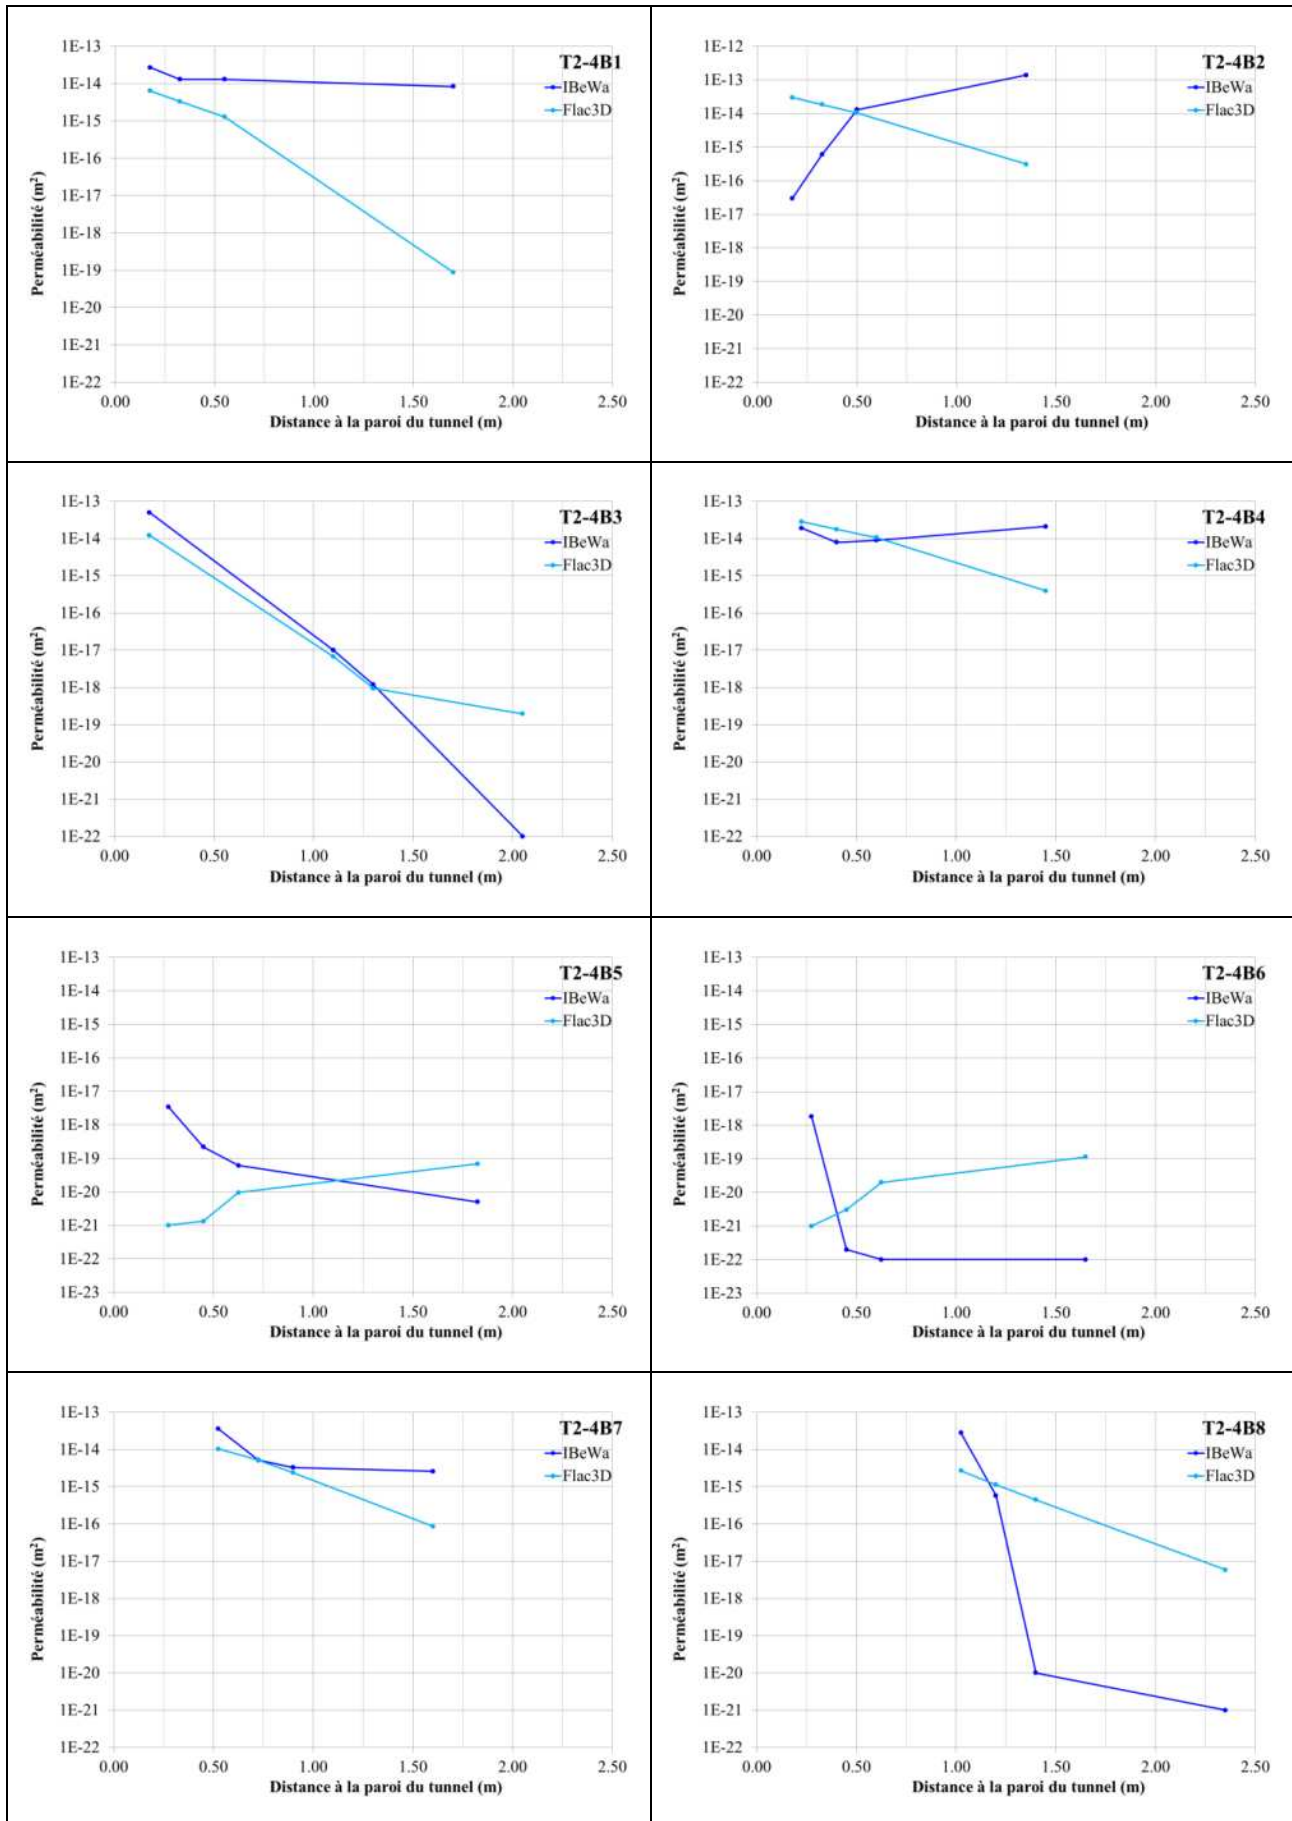 T2-4B1
IBeWa
Flac3D
Perméabilité (m²)
1E-13
1E-14
1E-15
1E-16
1E-17
1E-18
1E-19
1E-20
1E-21
1E-22
0.00 0.50 1.00 1.50 2.00 2.50
Distance à la paroi du tunnel (m)
T2-4B2
IBeWa
Flac3D
Perméabilité (m²)
1E-12
1E-13
1E-14
1E-15
1E-16
1E-17
1E-18
1E-19
1E-20
1E-21
1E-22
0.00 0.50 1.00 1.50 2.00 2.50
Distance à la paroi du tunnel (m)
T2-4B3
IBeWa
Flac3D
Perméabilité (m²)
1E-13
1E-14
1E-15
1E-16
1E-17
1E-18
1E-19
1E-20
1E-21
1E-22
0.00 0.50 1.00 1.50 2.00 2.50
Distance à la paroi du tunnel (m)
T2-4B4
IBeWa
Flac3D
Perméabilité (m²)
1E-13
1E-14
1E-15
1E-16
1E-17
1E-18
1E-19
1E-20
1E-21
1E-22
0.00 0.50 1.00 1.50 2.00 2.50
Distance à la paroi du tunnel (m)
T2-4B5
IBeWa
Flac3D
Perméabilité (m²)
1E-13
1E-14
1E-15
1E-16
1E-17
1E-18
1E-19
1E-20
1E-21
1E-22
1E-23
0.00 0.50 1.00 1.50 2.00 2.50
Distance à la paroi du tunnel (m)
T2-4B6
IBeWa
Flac3D
Perméabilité (m²)
1E-13
1E-14
1E-15
1E-16
1E-17
1E-18
1E-19
1E-20
1E-21
1E-22
1E-23
0.00 0.50 1.00 1.50 2.00 2.50
Distance à la paroi du tunnel (m)
T2-4B7
IBeWa
Flac3D
Perméabilité (m²)
1E-13
1E-14
1E-15
1E-16
1E-17
1E-18
1E-19
1E-20
1E-21
1E-22
0.00 0.50 1.00 1.50 2.00 2.50
Distance à la paroi du tunnel (m)
T2-4B8
IBeWa
Flac3D
Perméabilité (m²)
1E-13
1E-14
1E-15
1E-16
1E-17
1E-18
1E-19
1E-20
1E-21
1E-22
0.00 0.50 1.00 1.50 2.00 2.50
Distance à la paroi du tunnel (m)